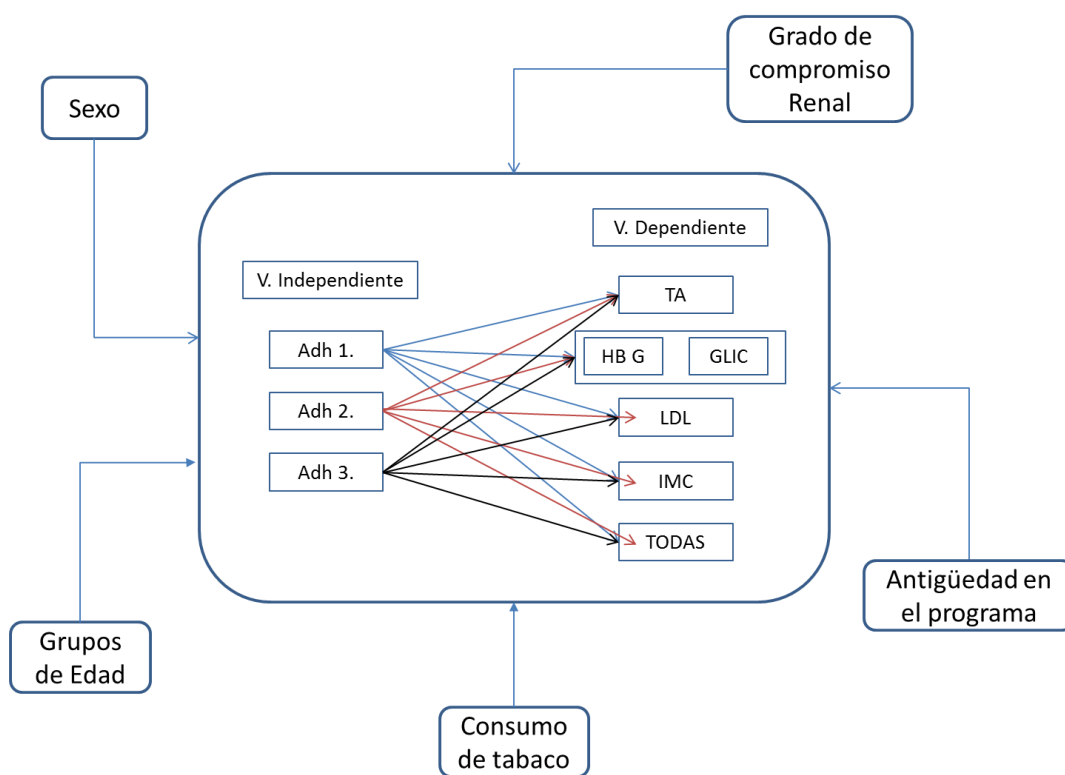 Grado de
compromiso
Renal
Sexo
V. Dependiente
V. Independiente
TA
Adh 1.
HB G
GLIC
Adh 2.
LDL
Adh 3.
IMC
TODAS
Antigüedad en
el programa
Grupos
de Edad
Consumo
de tabaco